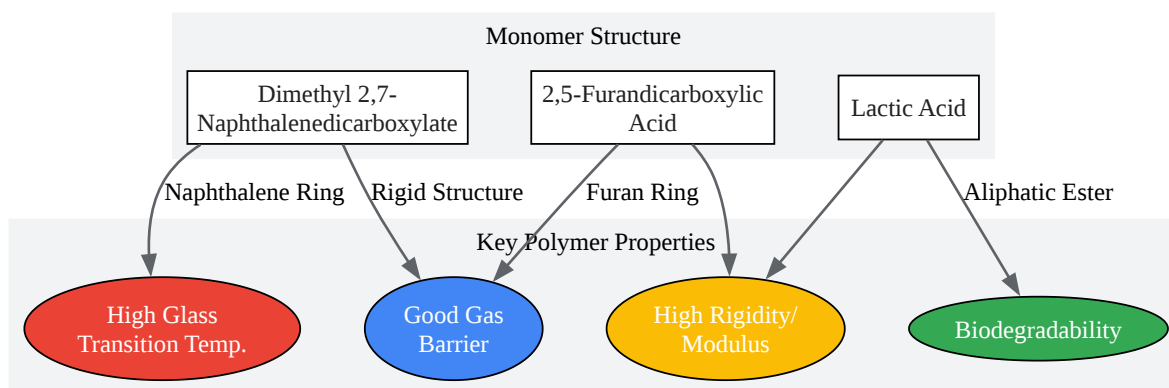 Monomer Structure
Dimethyl 2,7-
Naphthalenedicarboxylate
2,5-Furandicarboxylic
Acid
Lactic Acid
Naphthalene Ring
Rigid Structure
Furan Ring
Aliphatic Ester
Key Polymer Properties
High Glass
Transition Temp.
Good Gas
Barrier
High Rigidity/
Modulus
Biodegradability